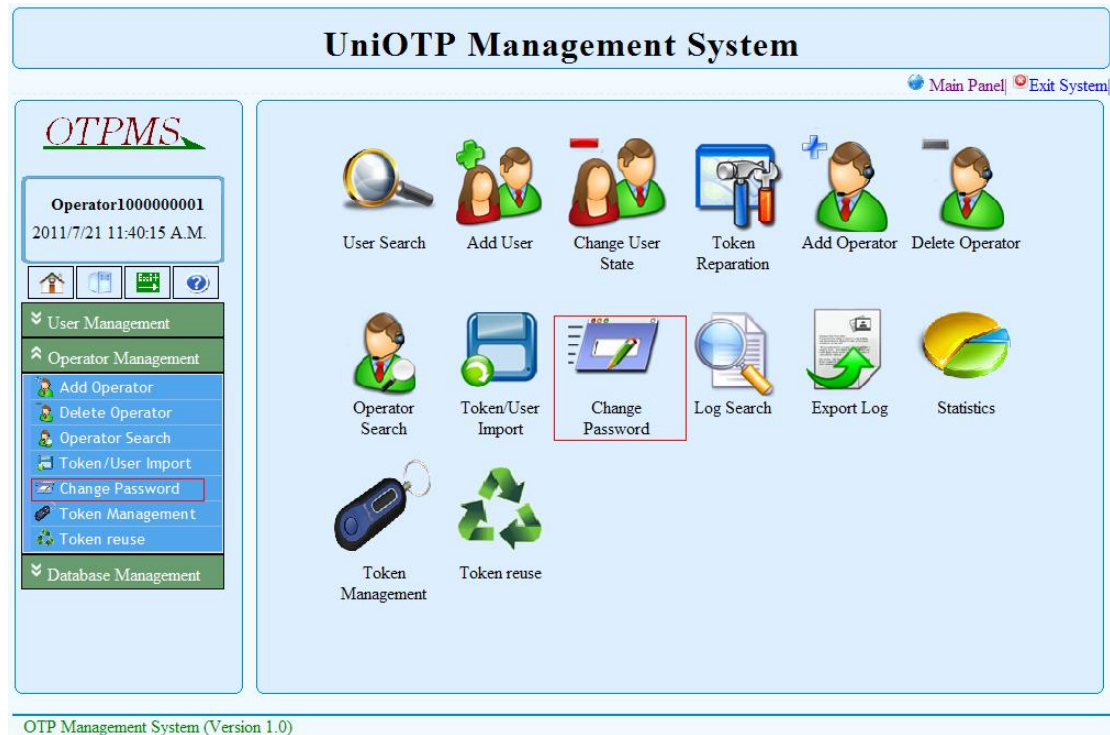 UniOTP Management System
Main Panel| Exit System|
OTPMS
Operator1000000001
2011/7/21 11:40:15 A.M.
Exit
User Management
Operator Management
Add Operator
Delete Operator
Operator Search
Token/User Import
Change Password
Token Management
Token reuse
Database Management
User Search
Add User
Change User
State
Token
Reparation
Add Operator
Delete Operator
Operator
Search
Token/User
Import
Change
Password
Log Search
Export Log
Statistics
Token
Management
Token reuse
OTP Management System (Version 1.0)